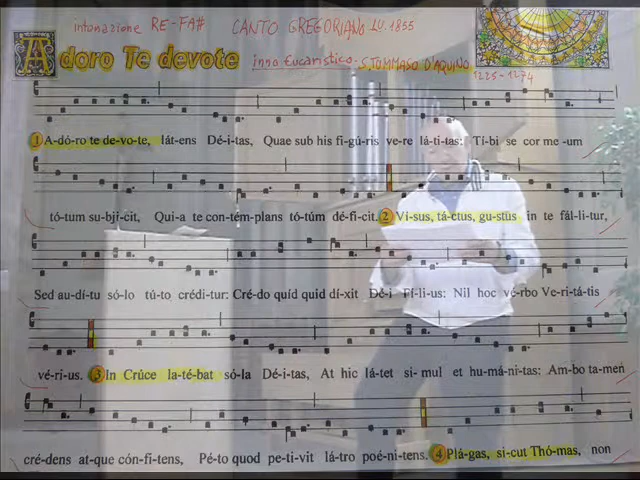 intonazione RE-FA# CANTO GREGORIANO LU. 1855
Adoro Te devote inno Eucaristico - S. TOMMASO D'AQUINO
1225-1274
1 A-dó-ro te de-vo-te, lát-ens Dé-i-tas, Quae sub his fi-gú-ris ve-re lá-ti-tas: Tí-bi se cor me-um
tó-tum su-bji-cit, Qui-a te con-tém-plans tó-túm dé-fi-cit. 2 Vi-sus, tá-ctus, gu-stus in te fál-li-tur,
Sed au-dí-tu só-lo tú-to cré-di-tur: Cré-do quíd quid dí-xit Dé-i Fí-li-us: Nil hoc vé-rbo Ve-ri-tá-tis
vé-ri-us. 3 In Crúce la-té-bat só-la Dé-i-tas, At hic lá-tet si-mul et hu-má-ni-tas: Am-bo ta-men
cré-dens at-que cón-fi-tens, Pé-to quod pe-ti-vit lá-tro poé-ni-tens. 4 Plá-gas, si-cut Thó-mas, non